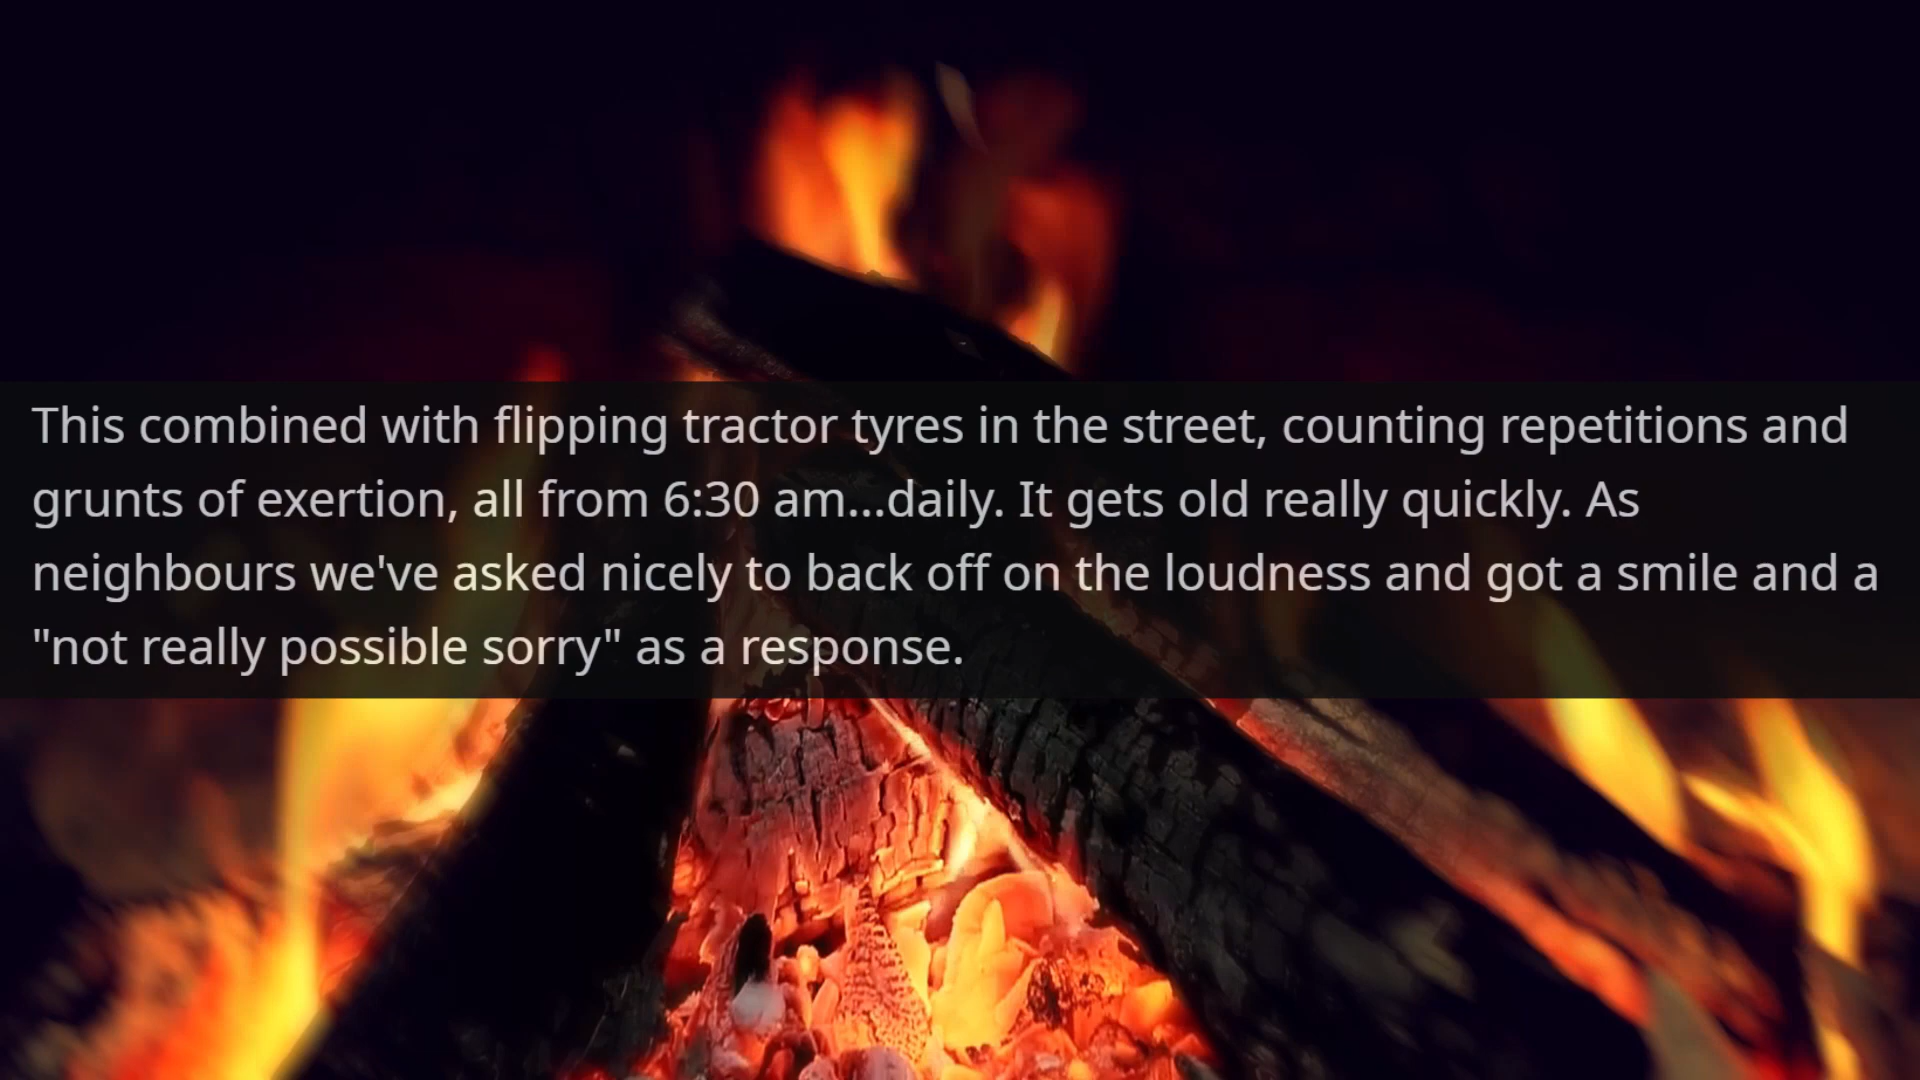 This combined with flipping tractor tyres in the street, counting repetitions and
grunts of exertion, all from 6:30 am...daily. It gets old really quickly. As
neighbours we've asked nicely to back off on the loudness and got a smile and a
"not really possible sorry" as a response.